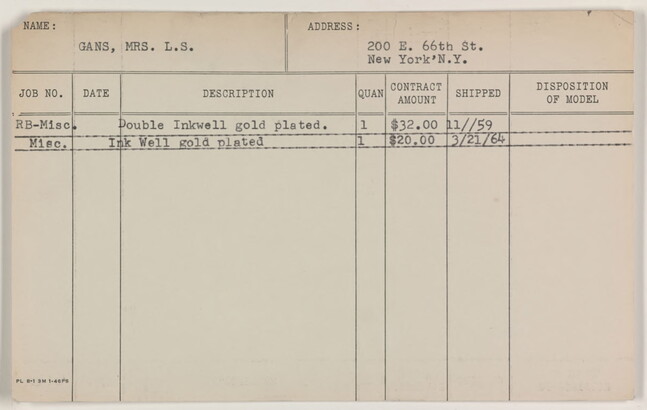 NAME: ADDRESS:
GANS, MRS. L.S. 200 E. 66th St.
New York'N.Y.
JOB NO. DATE DESCRIPTION QUAN CONTRACT AMOUNT SHIPPED DISPOSITION OF MODEL
RB-Misc. Double Inkwell gold plated. 1 $32.00 11//59
Misc. Ink Well gold plated 1 $20.00 3/21/64